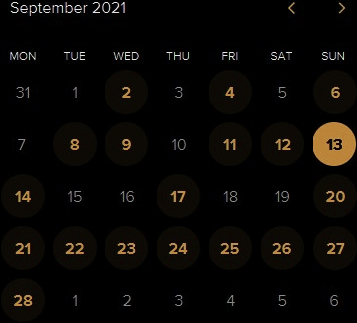 September 2021
MON TUE WED THU FRI SAT SUN
31 1 2 3 4 5 6
7 8 9 10 11 12 13
14 15 16 17 18 19 20
21 22 23 24 25 26 27
28 1 2 3 4 5 6